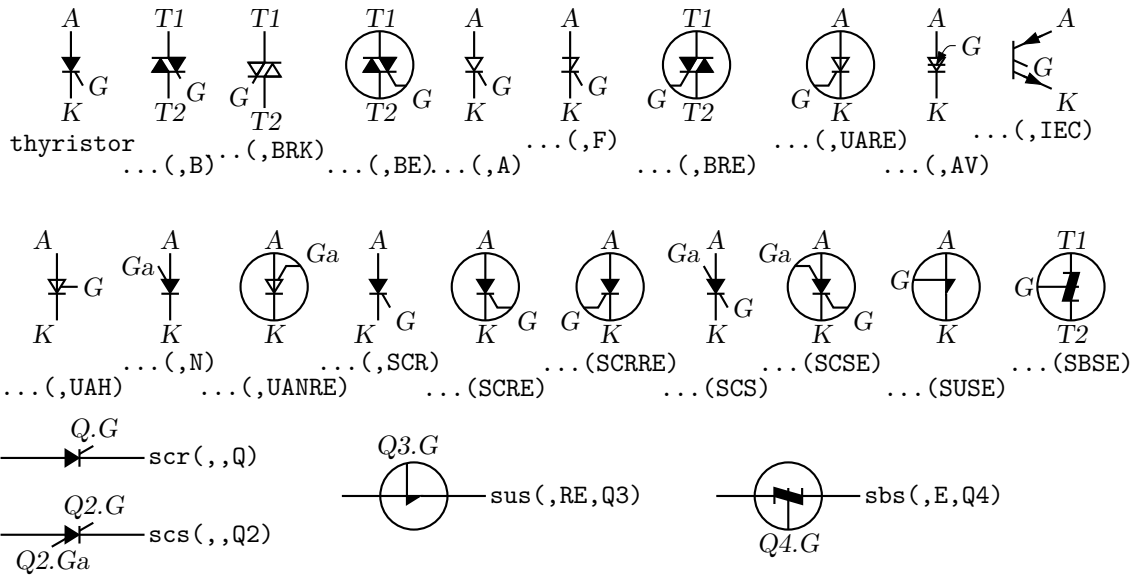 A T1 T1 T1 A A T1 A A A
G G G G G G G G G G
K T2 T2 T2 K K T2 K K K
thyristor ...(,B) ..(,BRK) ...(,BE) ...(,A) ...(,F) ...(,BRE) ...(,UARE) ...(,AV) ...(,IEC)
A A A A A A A A A T1
G Ga Ga G G G Ga G Ga G G G
K K K K K K K K K T2
...(,UAH) ...(,N) ...(,UANRE) ...(,SCR) ...(SCRE) ...(SCRRE) ...(SCS) ...(SCSE) ...(SUSE) ...(SBSE)
Q.G Q3.G
scr(,,Q)
Q2.G sus(,RE,Q3) sbs(,E,Q4)
scs(,,Q2)
Q2.Ga Q4.G